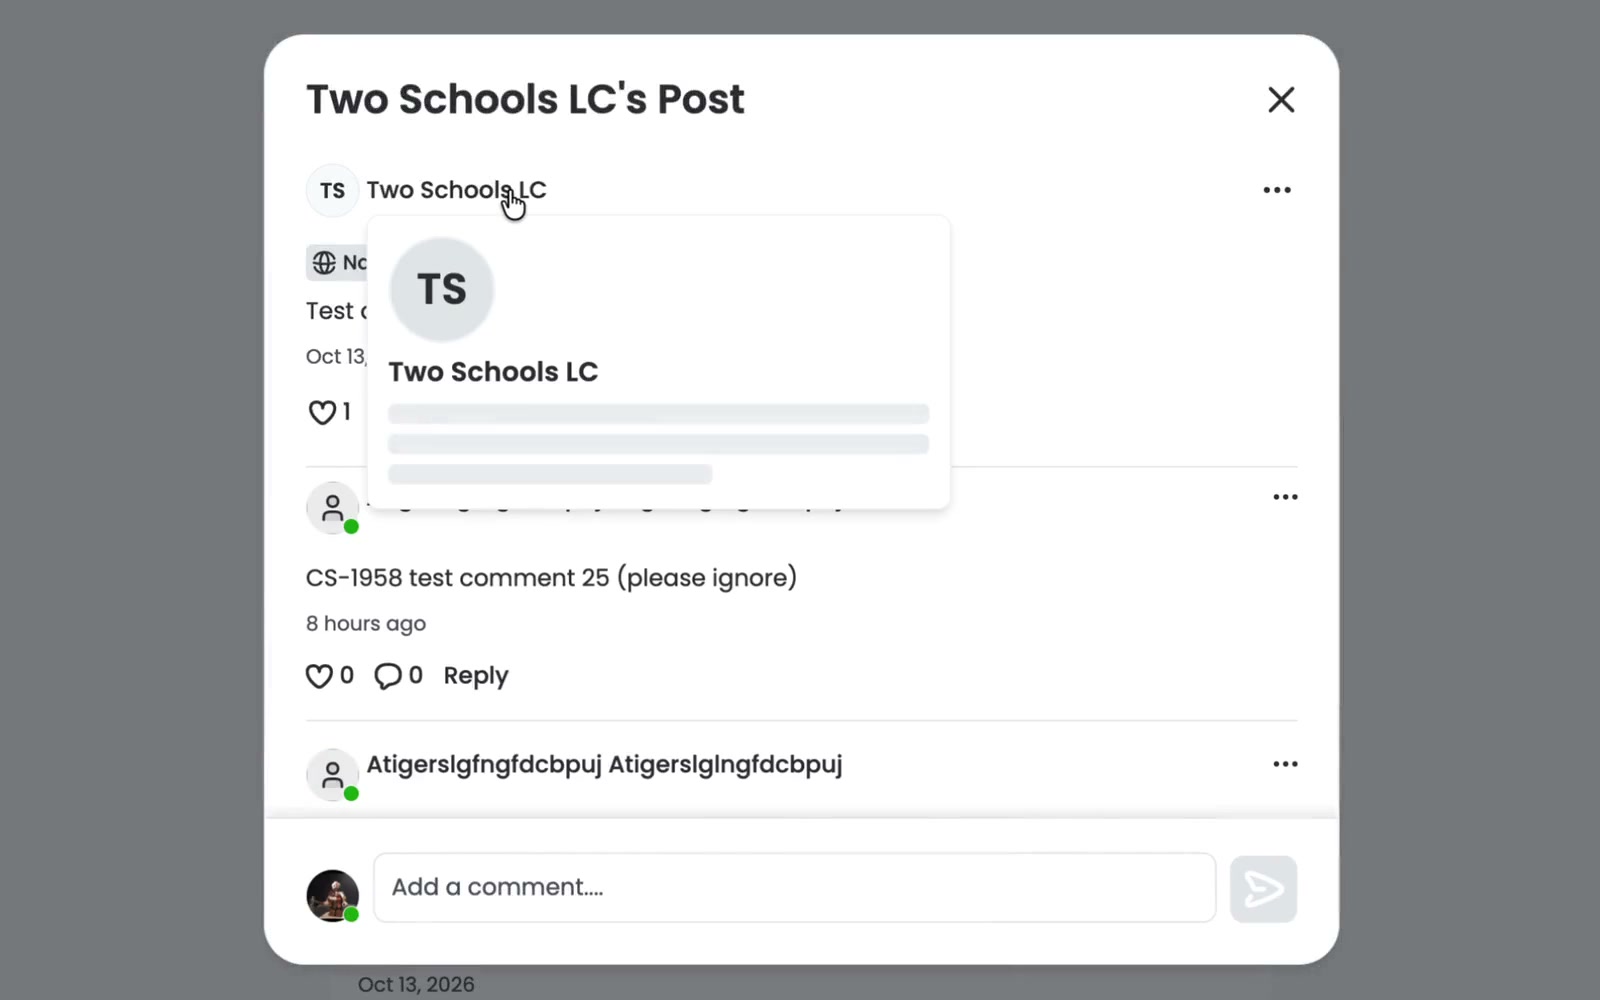 Two Schools LC's Post
TS Two Schools LC
TS
Two Schools LC
Test
Oct 13,
1
CS-1958 test comment 25 (please ignore)
8 hours ago
0 0 Reply
Atigerslgfngfdcbpuj Atigerslglngfdcbpuj
Add a comment....
Oct 13, 2026